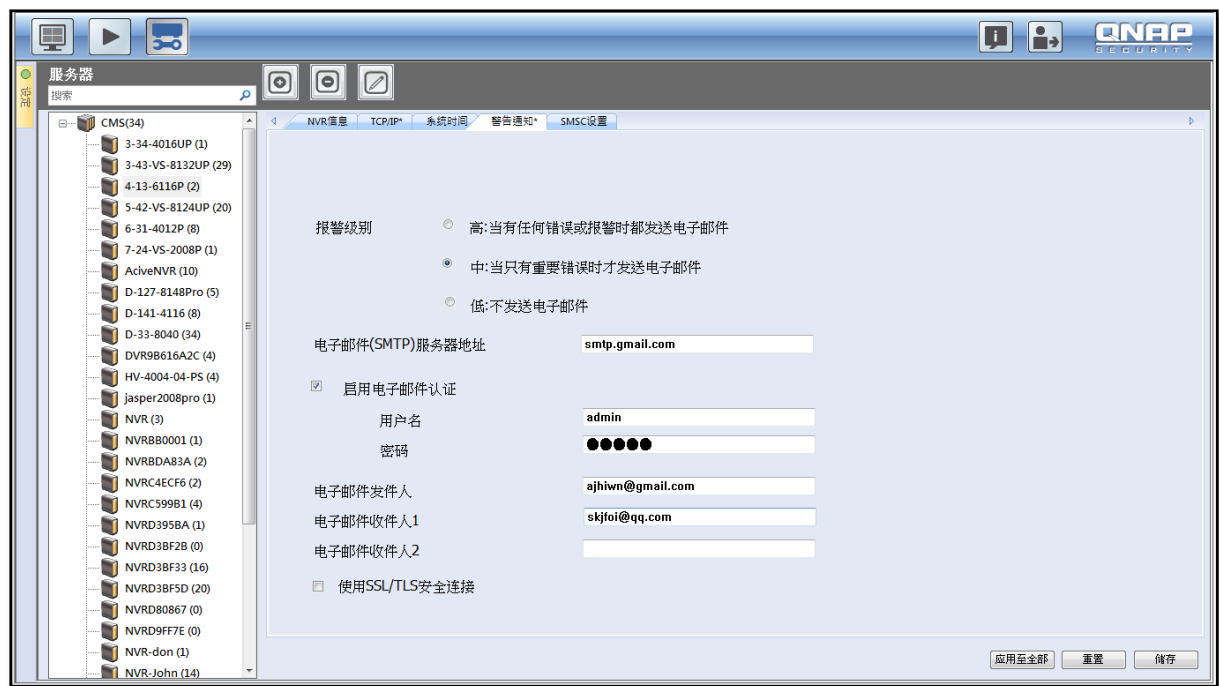 QNAP
SECURITY
设定
服务器
搜索
NVR信息 TCP/IP* 系统时间 警告通知* SMSC设置
CMS(34)
3-34-4016UP (1)
3-43-VS-8132UP (29)
4-13-6116P (2)
5-42-VS-8124UP (20)
6-31-4012P (8)
7-24-VS-2008P (1)
AciveNVR (10)
D-127-8148Pro (5)
D-141-4116 (8)
D-33-8040 (34)
DVR9B616A2C (4)
HV-4004-04-PS (4)
jasper2008pro (1)
NVR (3)
NVRBB0001 (1)
NVRBDA83A (2)
NVRC4ECF6 (2)
NVRC599B1 (4)
NVRD395BA (1)
NVRD3BF2B (0)
NVRD3BF33 (16)
NVRD3BF5D (20)
NVRD80867 (0)
NVRD9FF7E (0)
NVR-don (1)
NVR-John (14)
报警级别 高:当有任何错误或报警时都发送电子邮件
中:当只有重要错误时才发送电子邮件
低:不发送电子邮件
电子邮件(SMTP)服务器地址 smtp.gmail.com
启用电子邮件认证
用户名 admin
密码 ●●●●●
电子邮件发件人 ajhiwn@gmail.com
电子邮件收件人1 skjfoi@qq.com
电子邮件收件人2
使用SSL/TLS安全连接
应用至全部 重置 储存